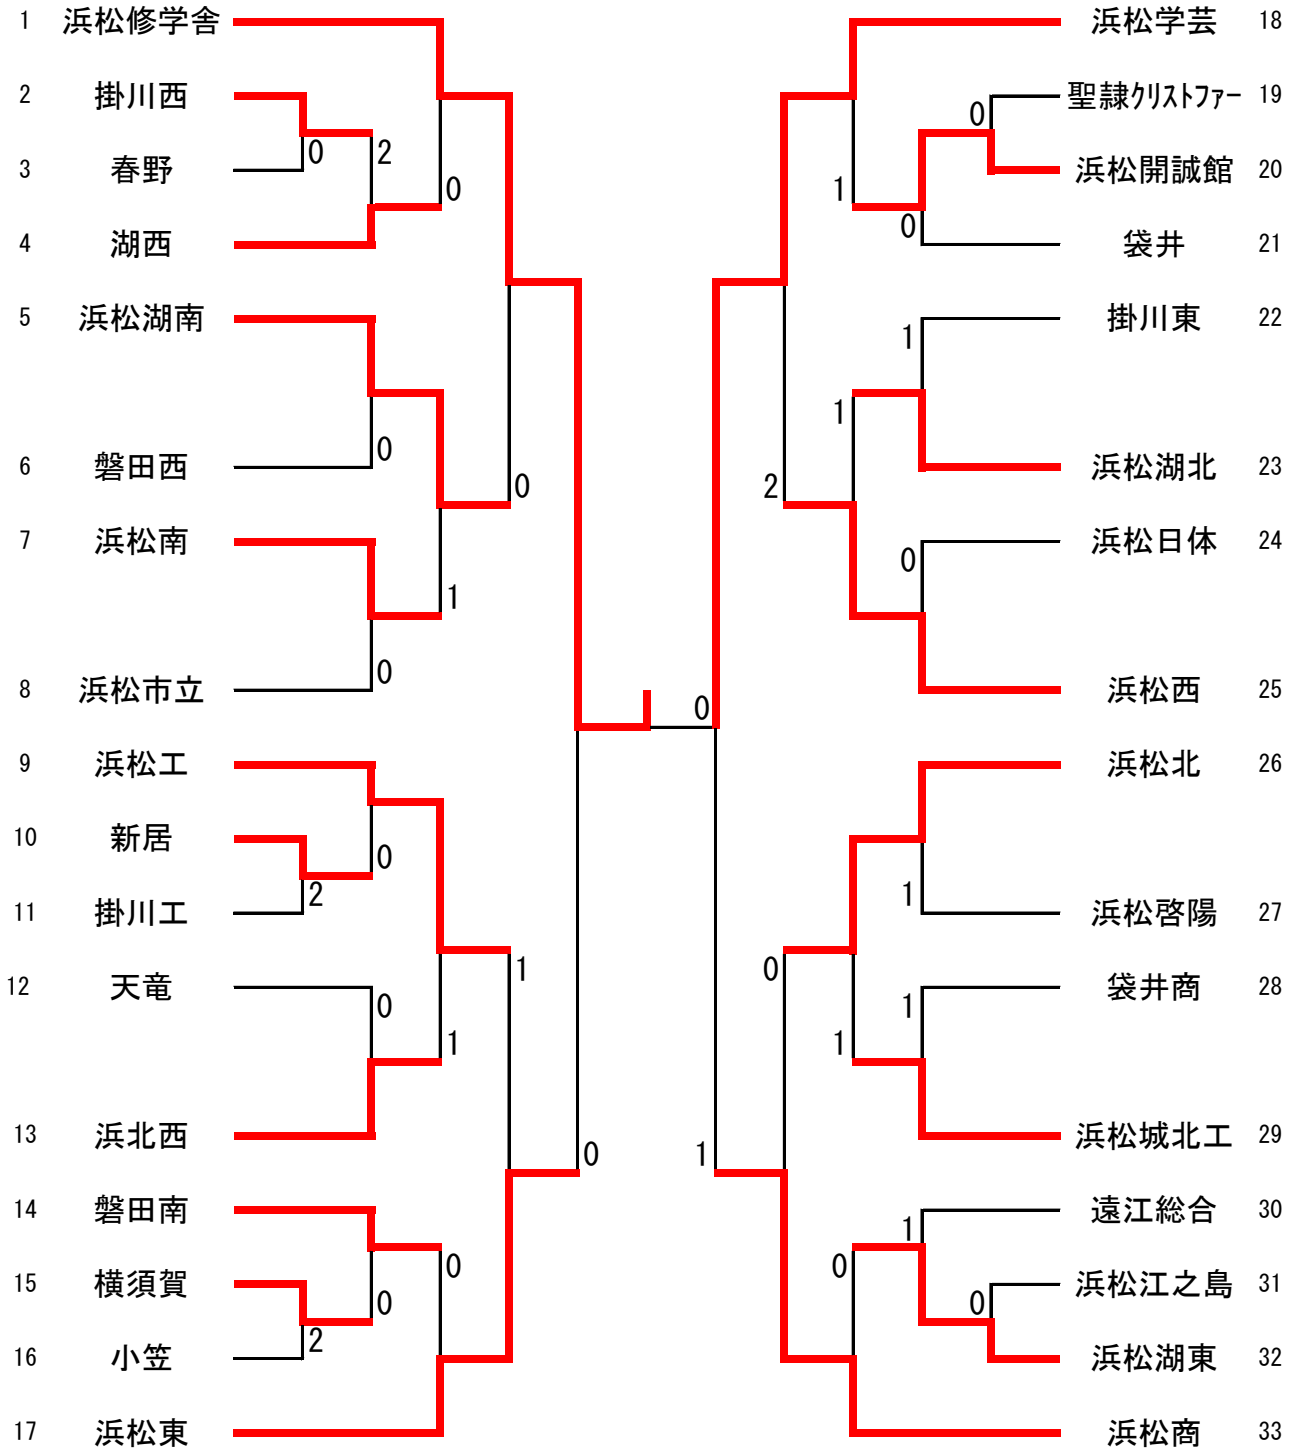 1 浜松修学舎
2 掛川西
3 春野
4 湖西
5 浜松湖南
6 磐田西
7 浜松南
8 浜松市立
9 浜松工
10 新居
11 掛川工
12 天竜
13 浜北西
14 磐田南
15 横須賀
16 小笠
17 浜松東
0
2
0
0
0
1
0
0
2
0
1
1
0
0
0
2
0
0
1
0
0
1
1
2
0
1
0
1
1
1
1
0
0
浜松学芸 18
聖隷クリストファー 19
浜松開誠館 20
袋井 21
掛川東 22
浜松湖北 23
浜松日体 24
浜松西 25
浜松北 26
浜松啓陽 27
袋井商 28
浜松城北工 29
遠江総合 30
浜松江之島 31
浜松湖東 32
浜松商 33